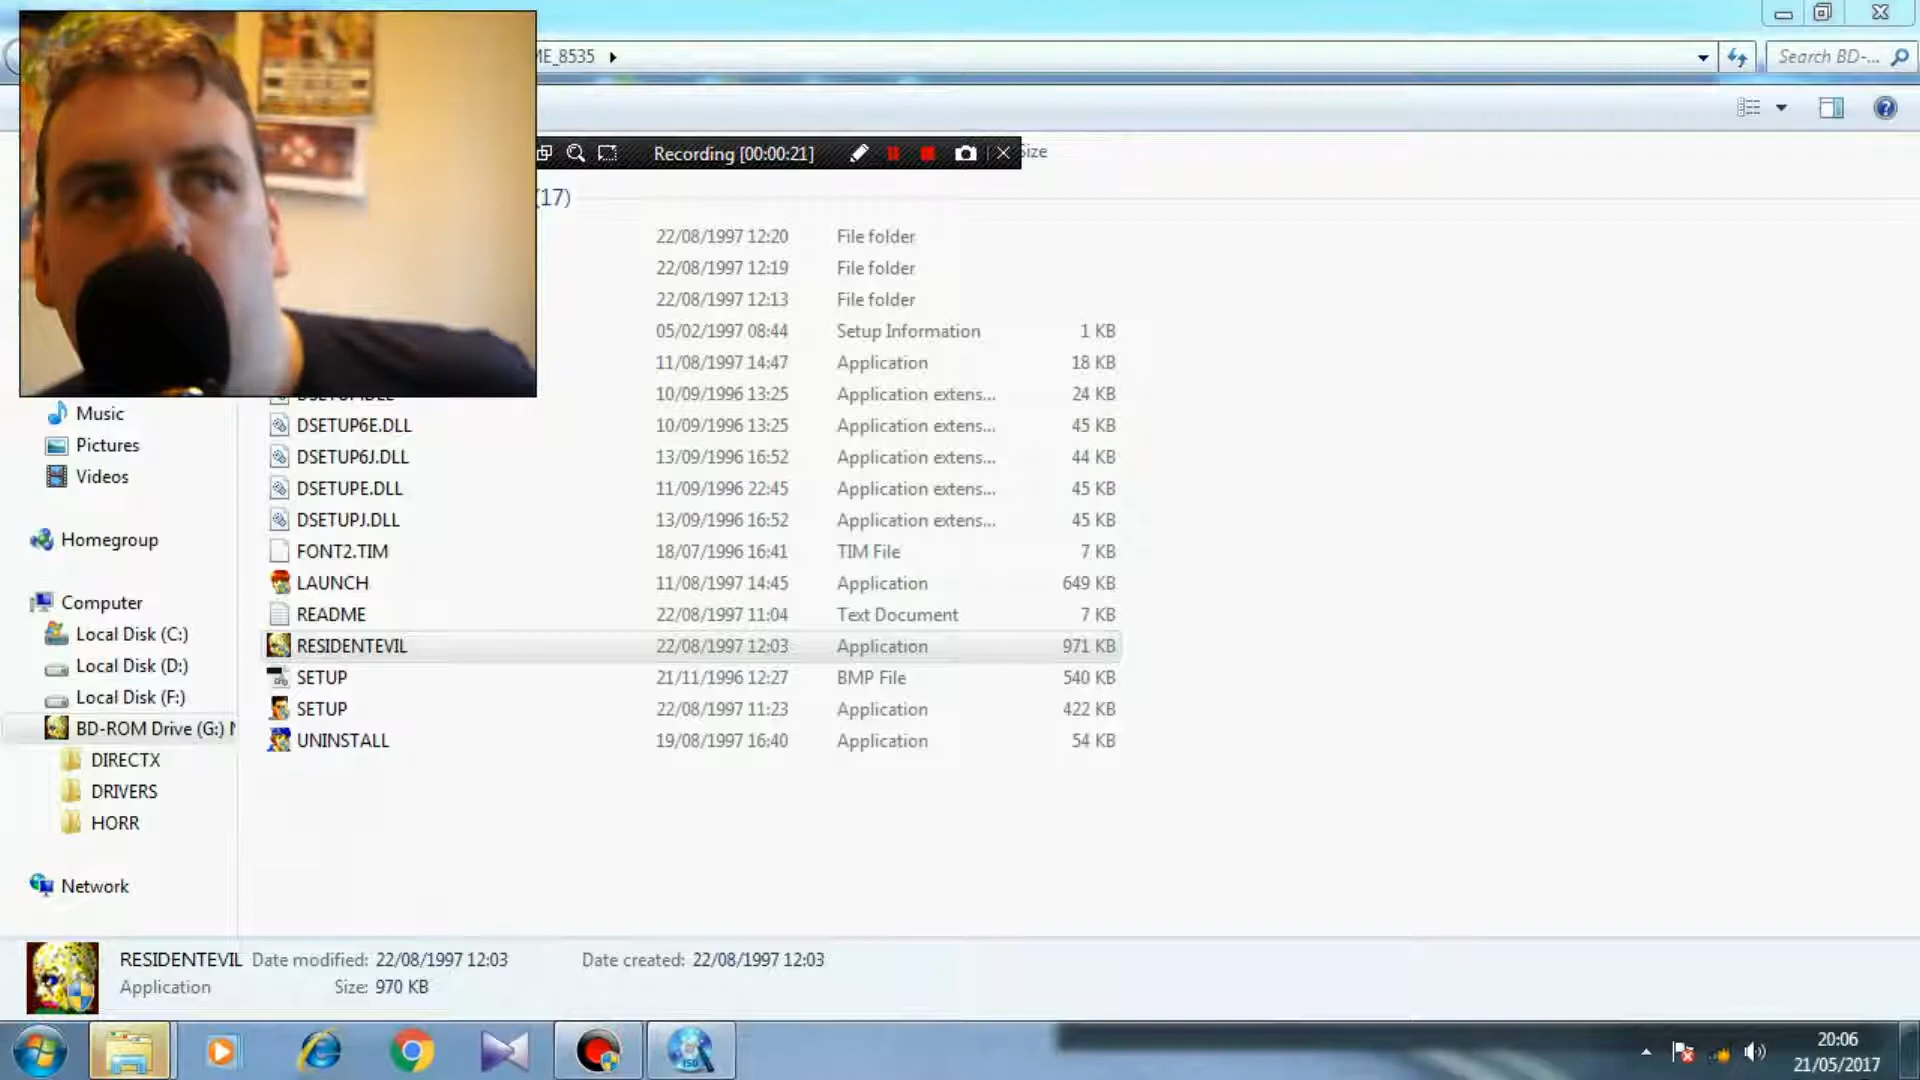 ME_8535
Search BD-...
Recording [00:00:21]
Size
(17)
22/08/1997 12:20 File folder
22/08/1997 12:19 File folder
22/08/1997 12:13 File folder
05/02/1997 08:44 Setup Information 1 KB
11/08/1997 14:47 Application 18 KB
10/09/1996 13:25 Application extens... 24 KB
Music
DSETUP6E.DLL 10/09/1996 13:25 Application extens... 45 KB
Pictures
DSETUP6J.DLL 13/09/1996 16:52 Application extens... 44 KB
Videos
DSETUPE.DLL 11/09/1996 22:45 Application extens... 45 KB
DSETUPJ.DLL 13/09/1996 16:52 Application extens... 45 KB
Homegroup
FONT2.TIM 18/07/1996 16:41 TIM File 7 KB
LAUNCH 11/08/1997 14:45 Application 649 KB
Computer
README 22/08/1997 11:04 Text Document 7 KB
Local Disk (C:)
RESIDENTEVIL 22/08/1997 12:03 Application 971 KB
Local Disk (D:)
SETUP 21/11/1996 12:27 BMP File 540 KB
Local Disk (F:)
SETUP 22/08/1997 11:23 Application 422 KB
BD-ROM Drive (G:)
UNINSTALL 19/08/1997 16:40 Application 54 KB
DIRECTX
DRIVERS
HORR
Network
RESIDENTEVIL Date modified: 22/08/1997 12:03 Date created: 22/08/1997 12:03
Application Size: 970 KB
20:06
21/05/2017